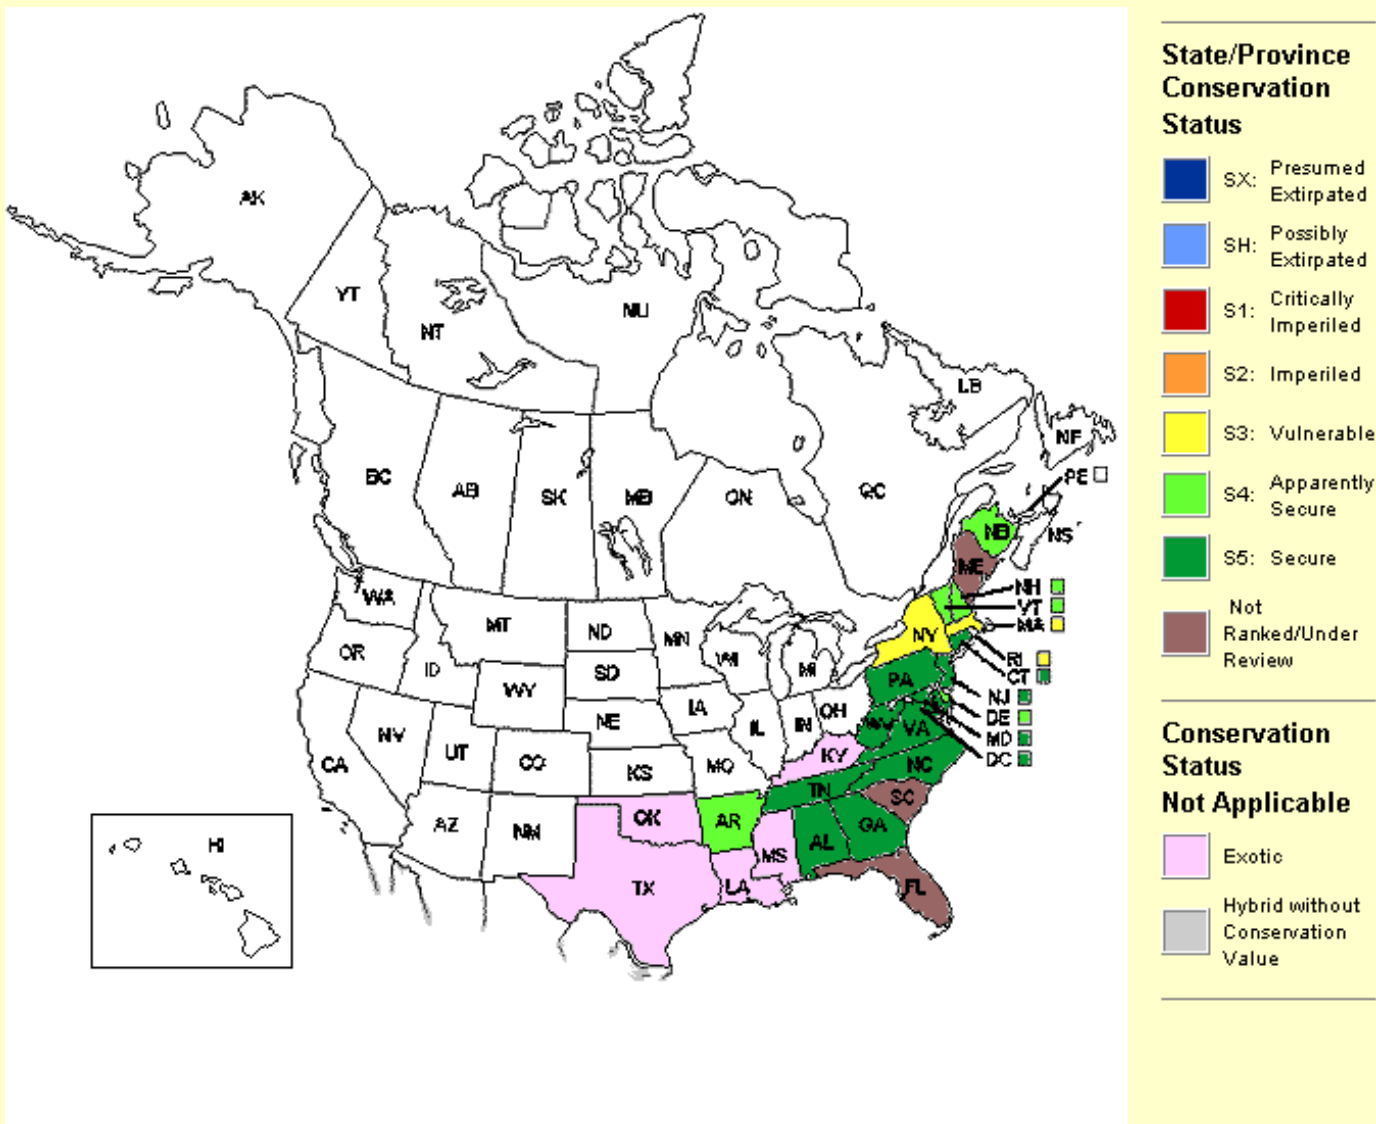 AK
YT
NT
NU
LB
NF
PE
BC
AB
SK
MB
ON
QC
NB
NS
ME
NH
VT
MA
WA
MT
ND
MN
NY
OR
ID
WI
MI
RI
CT
SD
PA
NJ
WY
IA
OH
DE
NE
IL
IN
WV
VA
MD
NV
UT
CO
KY
DC
CA
KS
MO
NC
TN
SC
AZ
NM
OK
AR
AL
GA
HI
MS
TX
LA
FL
State/Province
Conservation
Status
SX: Presumed
Extirpated
SH: Possibly
Extirpated
S1: Critically
Imperiled
S2: Imperiled
S3: Vulnerable
S4: Apparently
Secure
S5: Secure
Not
Ranked/Under
Review
Conservation
Status
Not Applicable
Exotic
Hybrid without
Conservation
Value